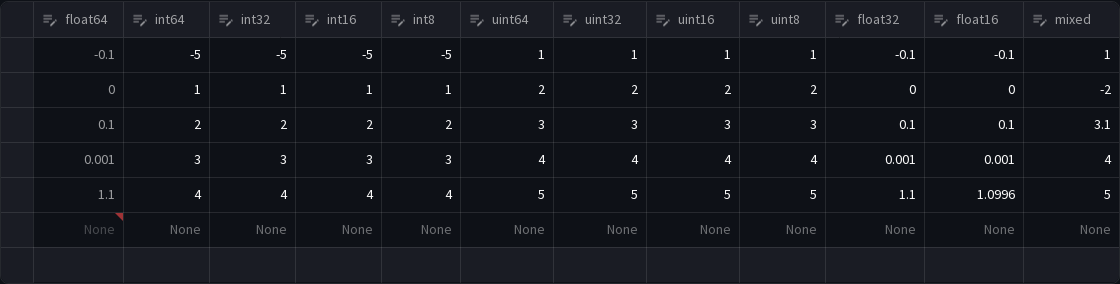 float64 int64 int32 int16 int8 uint64 uint32 uint16 uint8 float32 float16 mixed
-0.1 -5 -5 -5 -5 1 1 1 1 -0.1 -0.1 1
0 1 1 1 1 2 2 2 2 0 0 -2
0.1 2 2 2 2 3 3 3 3 0.1 0.1 3.1
0.001 3 3 3 3 4 4 4 4 0.001 0.001 4
1.1 4 4 4 4 5 5 5 5 1.1 1.0996 5
None None None None None None None None None None None None